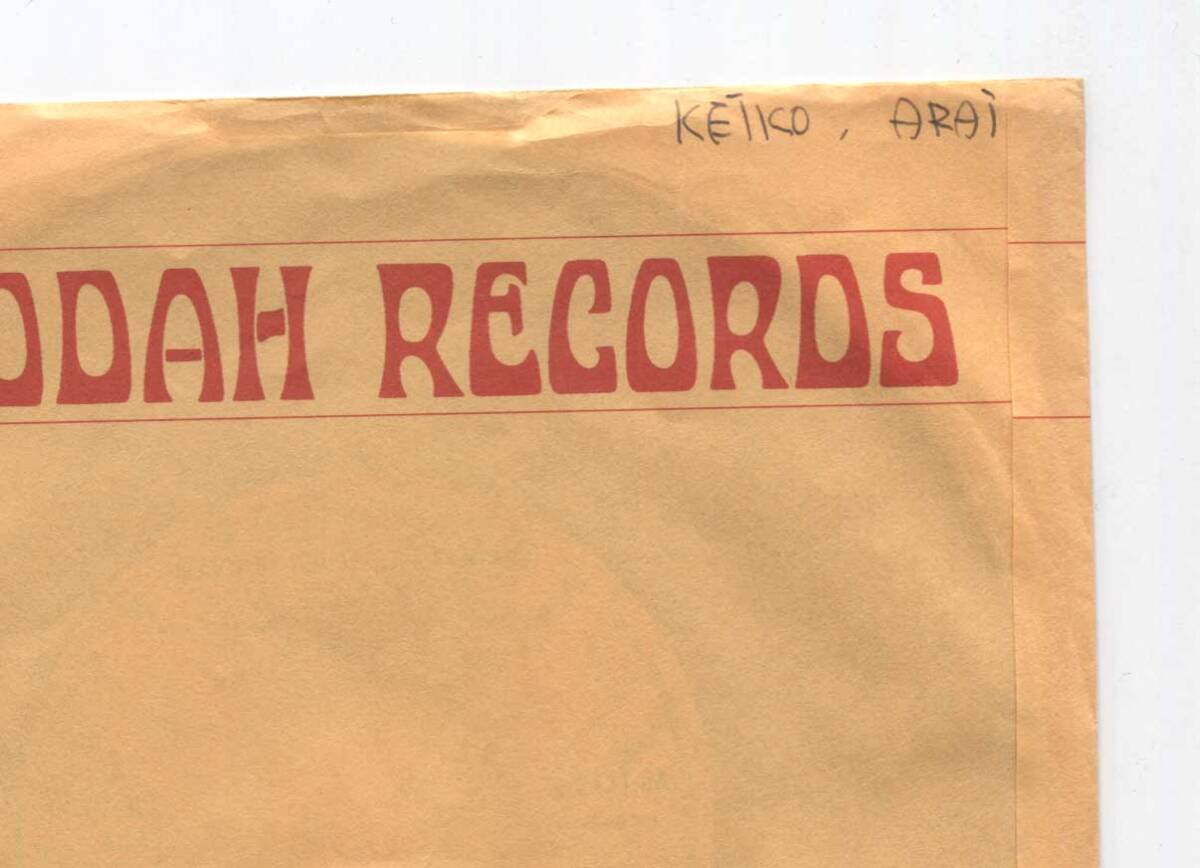 KEIKO, ARAI
DDAH RECORDS